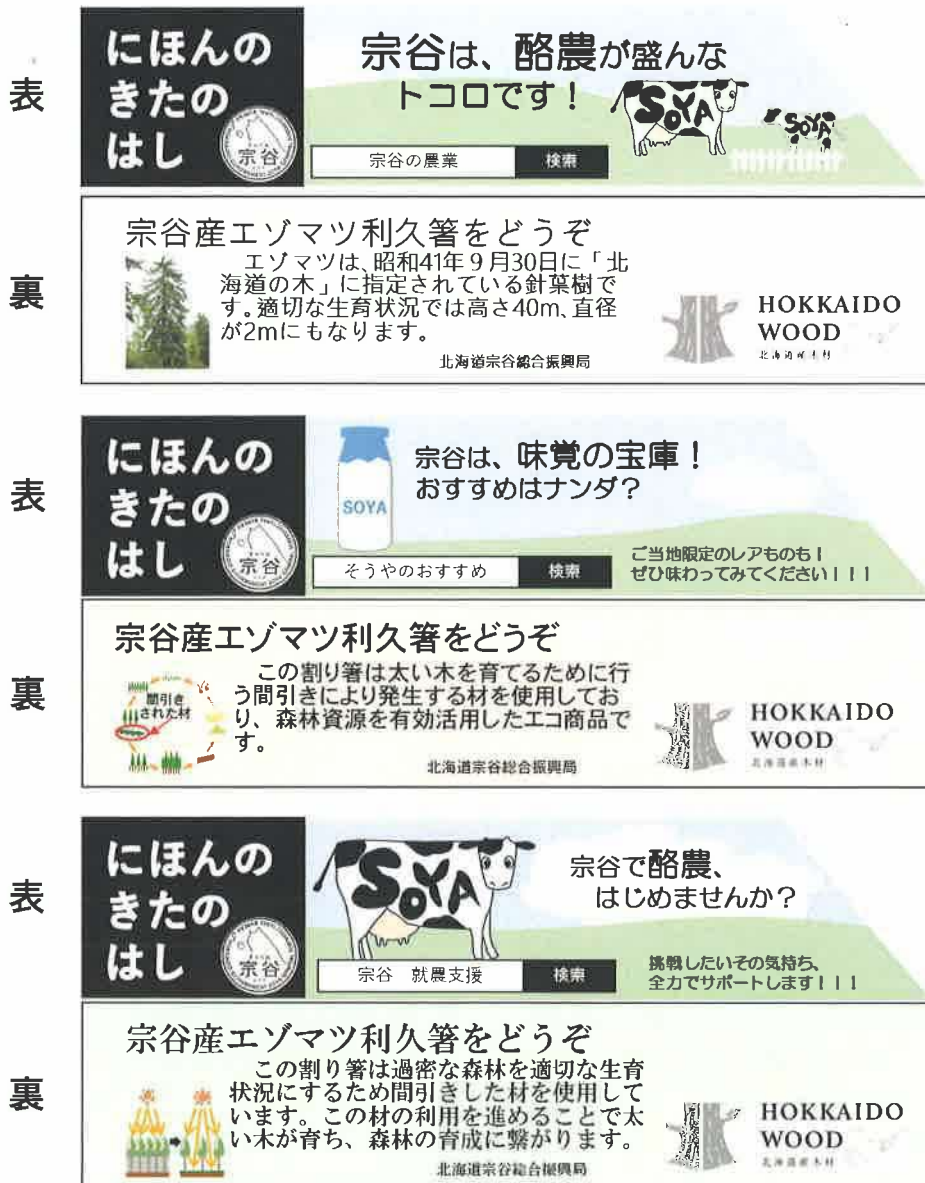 表
にほんの
きたの
はし
宗谷
宗谷は、酪農が盛んな
トコロです！
SOYA
SOYA
宗谷の農業 検索
裏
宗谷産エゾマツ利久箸をどうぞ
エゾマツは、昭和41年9月30日に「北
海道の木」に指定されている針葉樹で
す。適切な生育状況では高さ40m、直径
が2mにもなります。
北海道宗谷総合振興局
HOKKAIDO
WOOD
北海道産木材
表
にほんの
きたの
はし
宗谷
SOYA
宗谷は、味覚の宝庫！
おすすめはナンダ？
そうやのおすすめ 検索
ご当地限定のレアものも！
ぜひ味わってみてください！！！
裏
宗谷産エゾマツ利久箸をどうぞ
間引き
された材
この割り箸は太い木を育てるために行
う間引きにより発生する材を使用してお
り、森林資源を有効活用したエコ商品で
す。
北海道宗谷総合振興局
HOKKAIDO
WOOD
北海道産木材
表
にほんの
きたの
はし
宗谷
SOYA
宗谷で酪農、
はじめませんか？
宗谷　就農支援 検索
挑戦したいその気持ち、
全力でサポートします！！！
裏
宗谷産エゾマツ利久箸をどうぞ
この割り箸は過密な森林を適切な生育
状況にするため間引きした材を使用して
います。この材の利用を進めることで太
い木が育ち、森林の育成に繋がります。
北海道宗谷総合振興局
HOKKAIDO
WOOD
北海道産木材